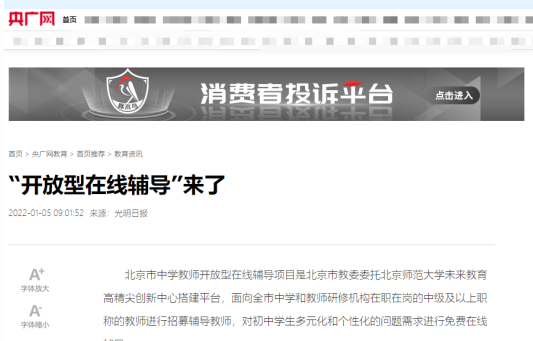 央广网 首页
消费者投诉平台 点击进入
首页 > 央广网教育 > 首页推荐 > 教育资讯
“开放型在线辅导”来了
2022-01-05 09:01:52 来源：光明日报
A+
字体放大
A-
字体缩小
北京市中学教师开放型在线辅导项目是北京市教委委托北京师范大学未来教育
高精尖创新中心搭建平台，面向全市中学和教师研修机构在职在岗的中级及以上职
称的教师进行招募辅导教师，对初中学生多元化和个性化的问题需求进行免费在线